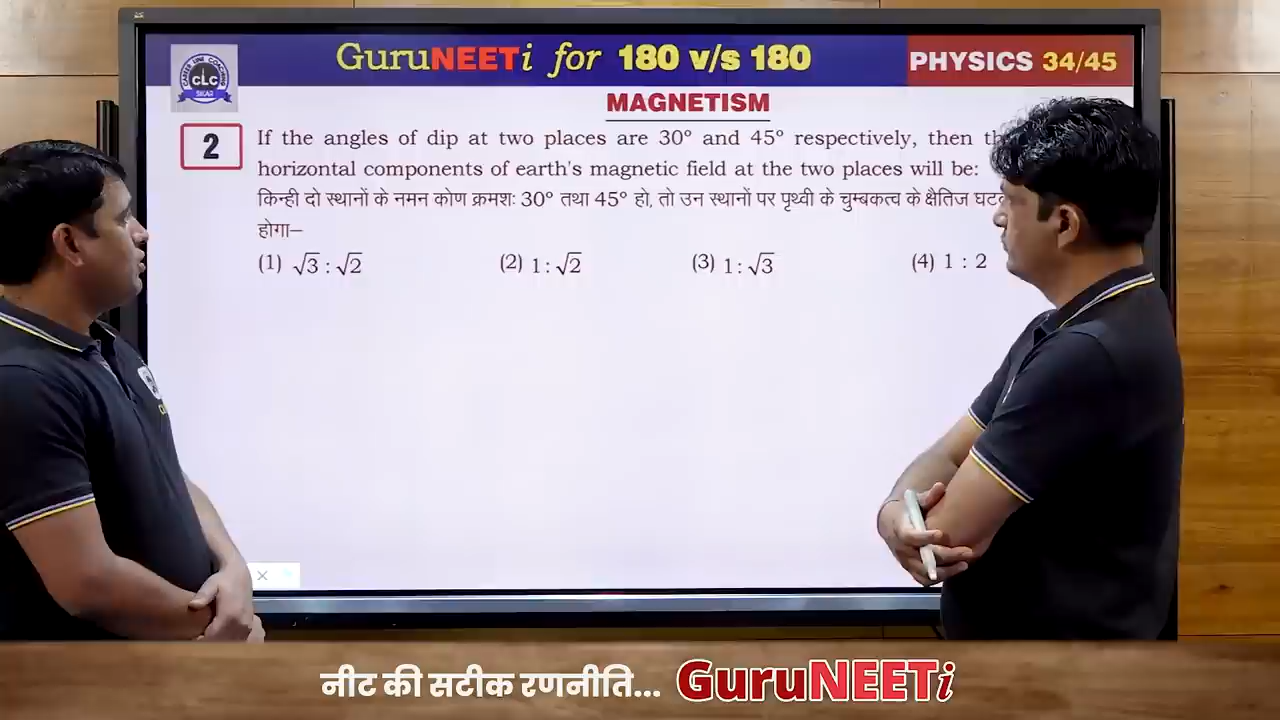 GuruNEETi for 180 v/s 180
PHYSICS 34/45
CLC
SIKAR
MAGNETISM
2
If the angles of dip at two places are 30° and 45° respectively, then
horizontal components of earth's magnetic field at the two places will be:
किन्ही दो स्थानों के नमन कोण क्रमशः 30° तथा 45° हो, तो उन स्थानों पर पृथ्वी के चुम्बकत्व के क्षैतिज
होगा–
(1) √3 : √2 (2) 1 : √2 (3) 1 : √3 (4) 1 : 2
नीट की सटीक रणनीति... GuruNEETi